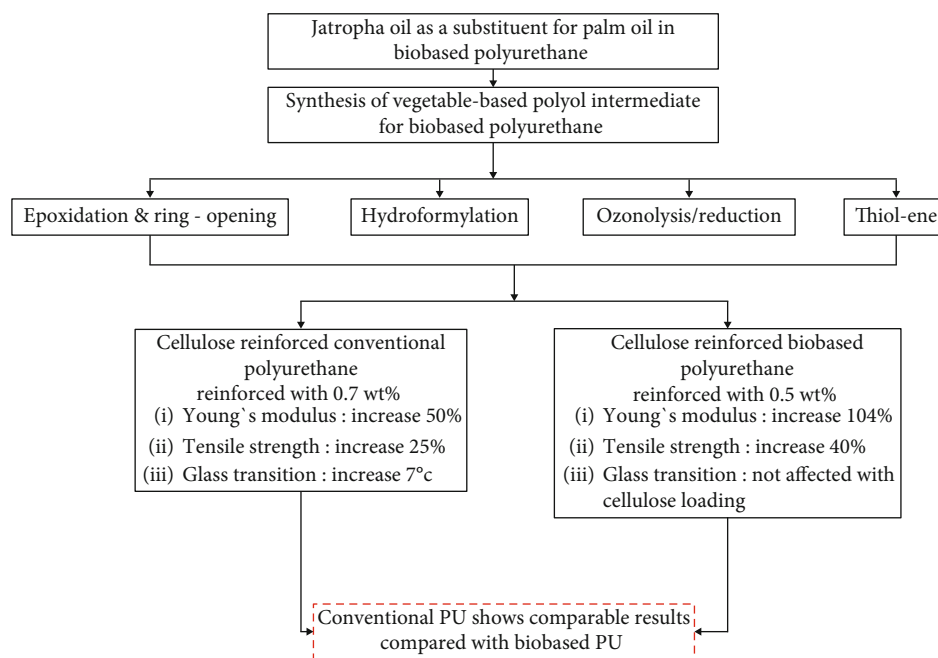 Jatropha oil as a substituent for palm oil in
biobased polyurethane
Synthesis of vegetable-based polyol intermediate
for biobased polyurethane
Epoxidation & ring - opening
Hydroformylation
Ozonolysis/reduction
Thiol-ene
Cellulose reinforced conventional
polyurethane
reinforced with 0.7 wt%
(i) Young`s modulus : increase 50%
(ii) Tensile strength : increase 25%
(iii) Glass transition : increase 7°c
Cellulose reinforced biobased
polyurethane
reinforced with 0.5 wt%
(i) Young`s modulus : increase 104%
(ii) Tensile strength : increase 40%
(iii) Glass transition : not affected with
cellulose loading
Conventional PU shows comparable results
compared with biobased PU